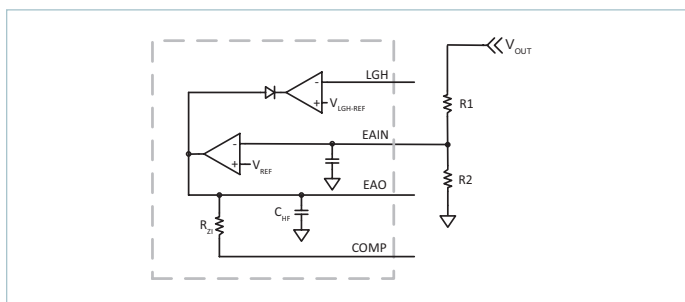 V_OUT
LGH
-
+
V_LGH-REF
R1
EAIN
-
+
V_REF
R2
EAO
R_ZI
C_HF
COMP